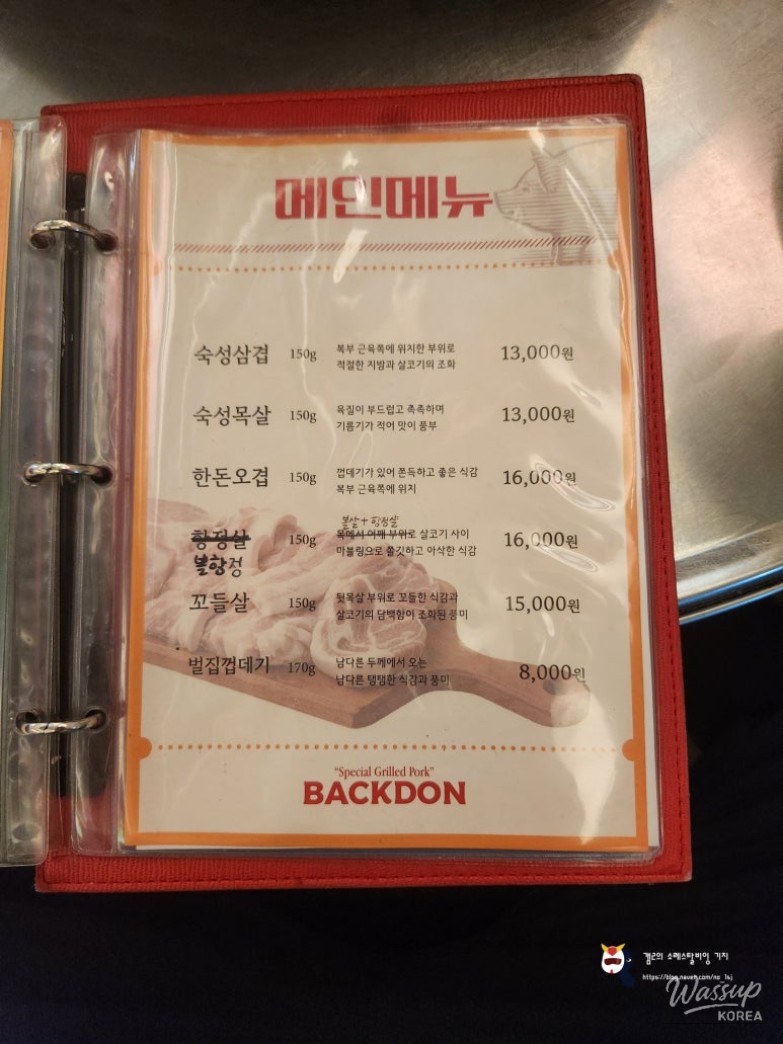 메인메뉴
숙성삼겹 150g 복부 근육쪽에 위치한 부위로 13,000원
적절한 지방과 살코기의 조화
숙성목살 150g 육질이 부드럽고 촉촉하며 13,000원
기름기가 적어 맛이 풍부
한돈오겹 150g 껍데기가 있어 쫀득하고 좋은 식감 16,000원
복부 근육쪽에 위치
볼살+항정살
항정살 150g 목에서 어깨 부위로 살코기 사이 16,000원
마블링으로 쫄깃하고 아삭한 식감
볼항정
꼬들살 150g 뒷목살 부위로 꼬들한 식감과 15,000원
살코기의 담백함이 조화된 풍미
벌집껍데기 170g 남다른 두께에서 오는 8,000원
남다른 탱탱한 식감과 풍미
"Special Grilled Pork"
BACKDON
소레스탈비잉 기지
Wassup
KOREA